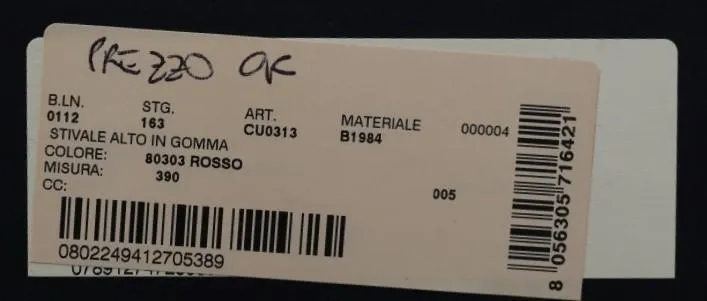 PREZZO OK
B.LN. STG. ART. MATERIALE 000004
0112 163 CU0313 B1984
STIVALE ALTO IN GOMMA
COLORE: 80303 ROSSO
MISURA: 390
CC: 005
0802249412705389
8 056305 716421